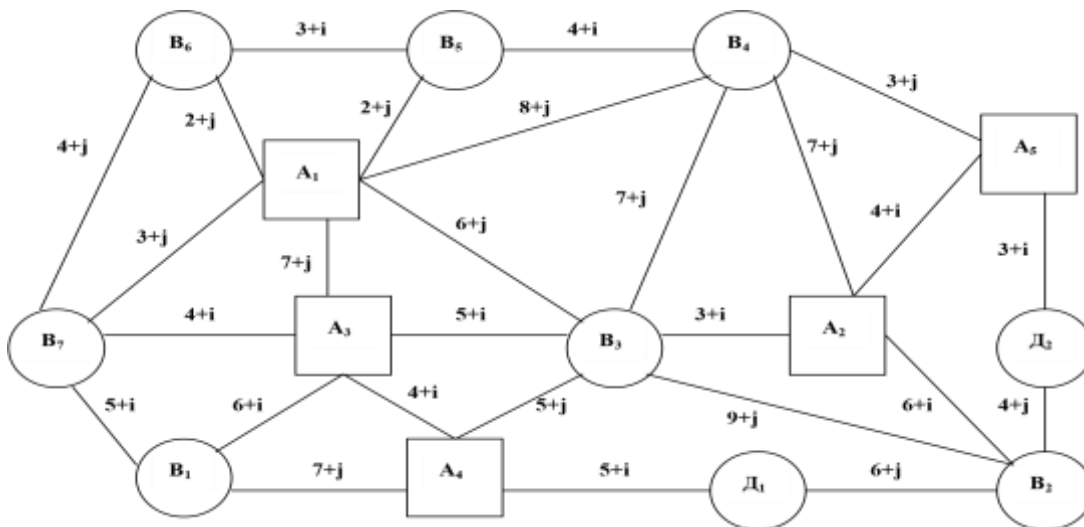 В₆ 3+i В₅ 4+i В₄
3+j
2+j 2+j 8+j
4+j 7+j А₅
А₁
7+j 4+i
3+j 6+j
7+j 3+i
4+i А₃ 5+i В₃ 3+i А₂ Д₂
В₇
5+i 6+i 4+i 5+j 9+j 6+i 4+j
В₁ 7+j А₄ 5+i Д₁ 6+j В₂